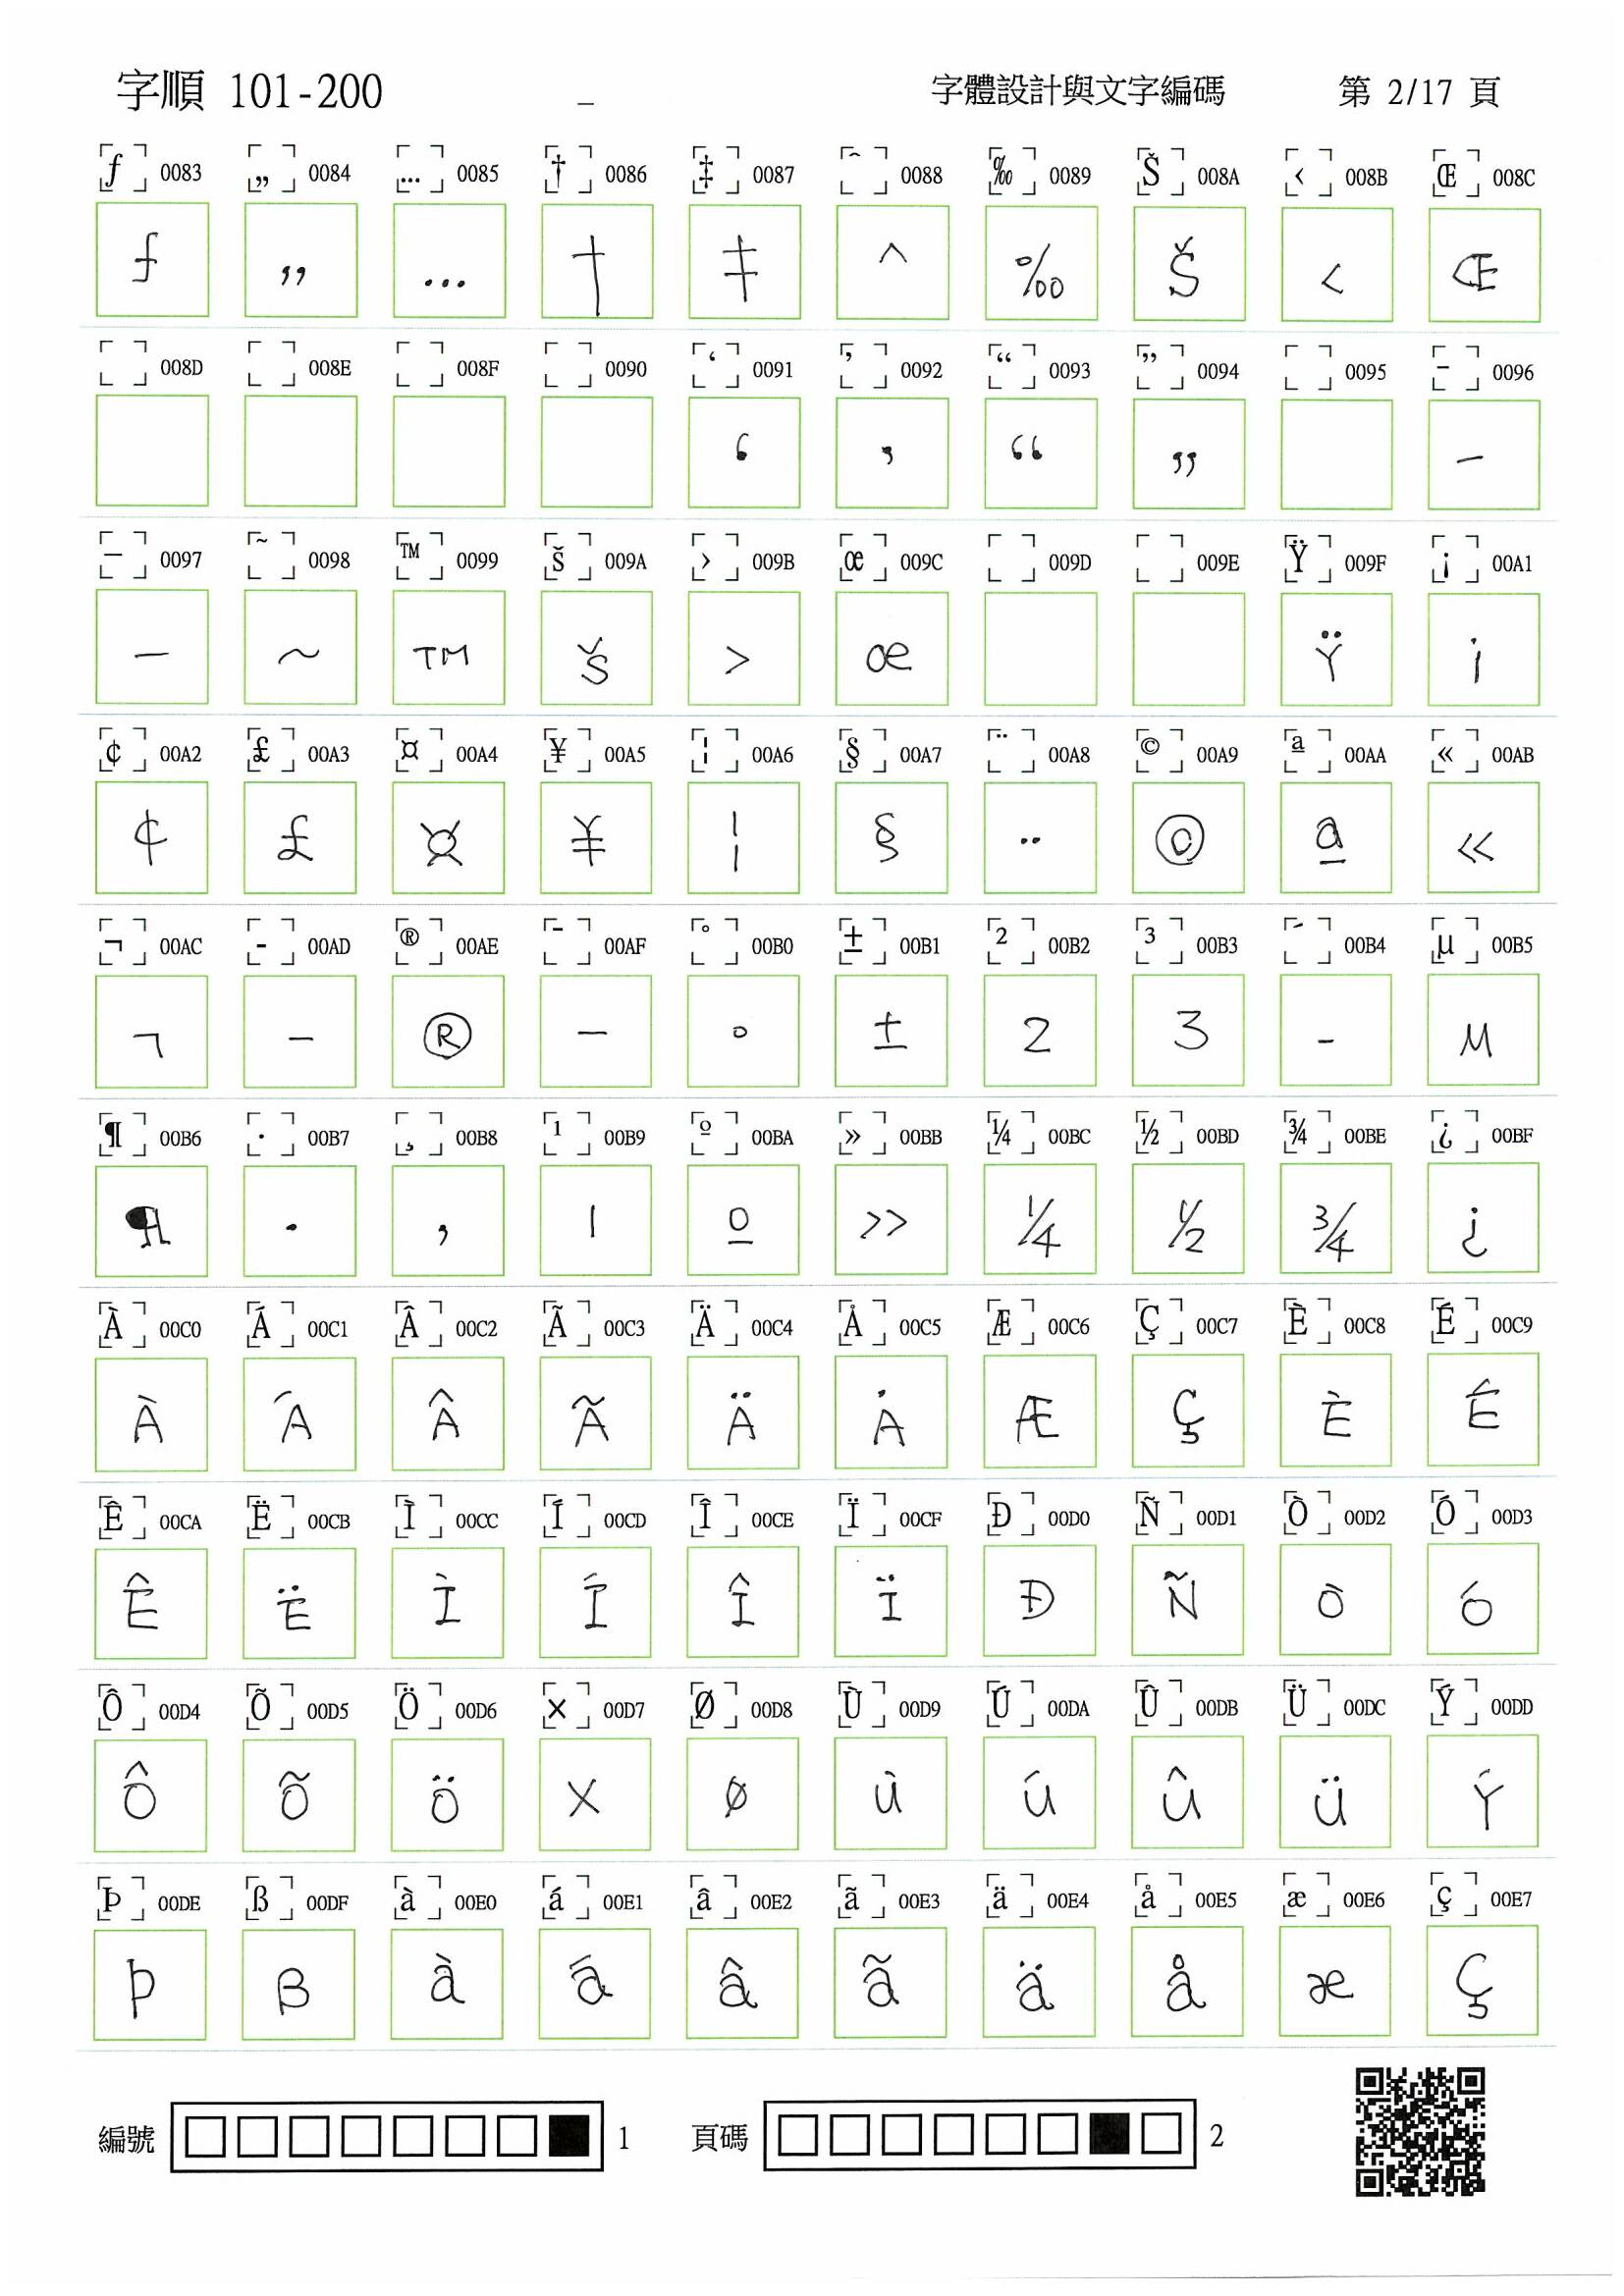 字順 101-200 _ 字體設計與文字編碼 第 2/17 頁
ƒ 0083 „ 0084 … 0085 † 0086 ‡ 0087 ˆ 0088 ‰ 0089 Š 008A ‹ 008B Œ 008C
ƒ „ … † ‡ ^ ‰ Š ‹ Œ
008D 008E 008F 0090 ‘ 0091 ’ 0092 “ 0093 ” 0094 0095 – 0096
‘ ’ “ ” –
— 0097 ˜ 0098 ™ 0099 š 009A › 009B œ 009C 009D 009E Ÿ 009F ¡ 00A1
— ~ ™ š › œ Ÿ ¡
¢ 00A2 £ 00A3 ¤ 00A4 ¥ 00A5 ¦ 00A6 § 00A7 ¨ 00A8 © 00A9 ª 00AA « 00AB
¢ £ ¤ ¥ ¦ § ¨ © ª «
¬ 00AC - 00AD ® 00AE ¯ 00AF ° 00B0 ± 00B1 ² 00B2 ³ 00B3 ´ 00B4 µ 00B5
¬ - ® ¯ ° ± 2 3 - µ
¶ 00B6 · 00B7 ¸ 00B8 ¹ 00B9 º 00BA » 00BB ¼ 00BC ½ 00BD ¾ 00BE ¿ 00BF
¶ · , 1 º » ¼ ½ ¾ ¿
À 00C0 Á 00C1 Â 00C2 Ã 00C3 Ä 00C4 Å 00C5 Æ 00C6 Ç 00C7 È 00C8 É 00C9
À Á Â Ã Ä Ȧ Æ Ç È É
Ê 00CA Ë 00CB Ì 00CC Í 00CD Î 00CE Ï 00CF Ð 00D0 Ñ 00D1 Ò 00D2 Ó 00D3
Ê Ë Ì Í Î Ï Ð Ñ Ò Ó
Ô 00D4 Õ 00D5 Ö 00D6 × 00D7 Ø 00D8 Ù 00D9 Ú 00DA Û 00DB Ü 00DC Ý 00DD
Ô Õ Ö × Ø Ù Ú Û Ü Ý
Þ 00DE ß 00DF à 00E0 á 00E1 â 00E2 ã 00E3 ä 00E4 å 00E5 æ 00E6 ç 00E7
Þ ß à á â ã ä å æ ç
編號 1 頁碼 2